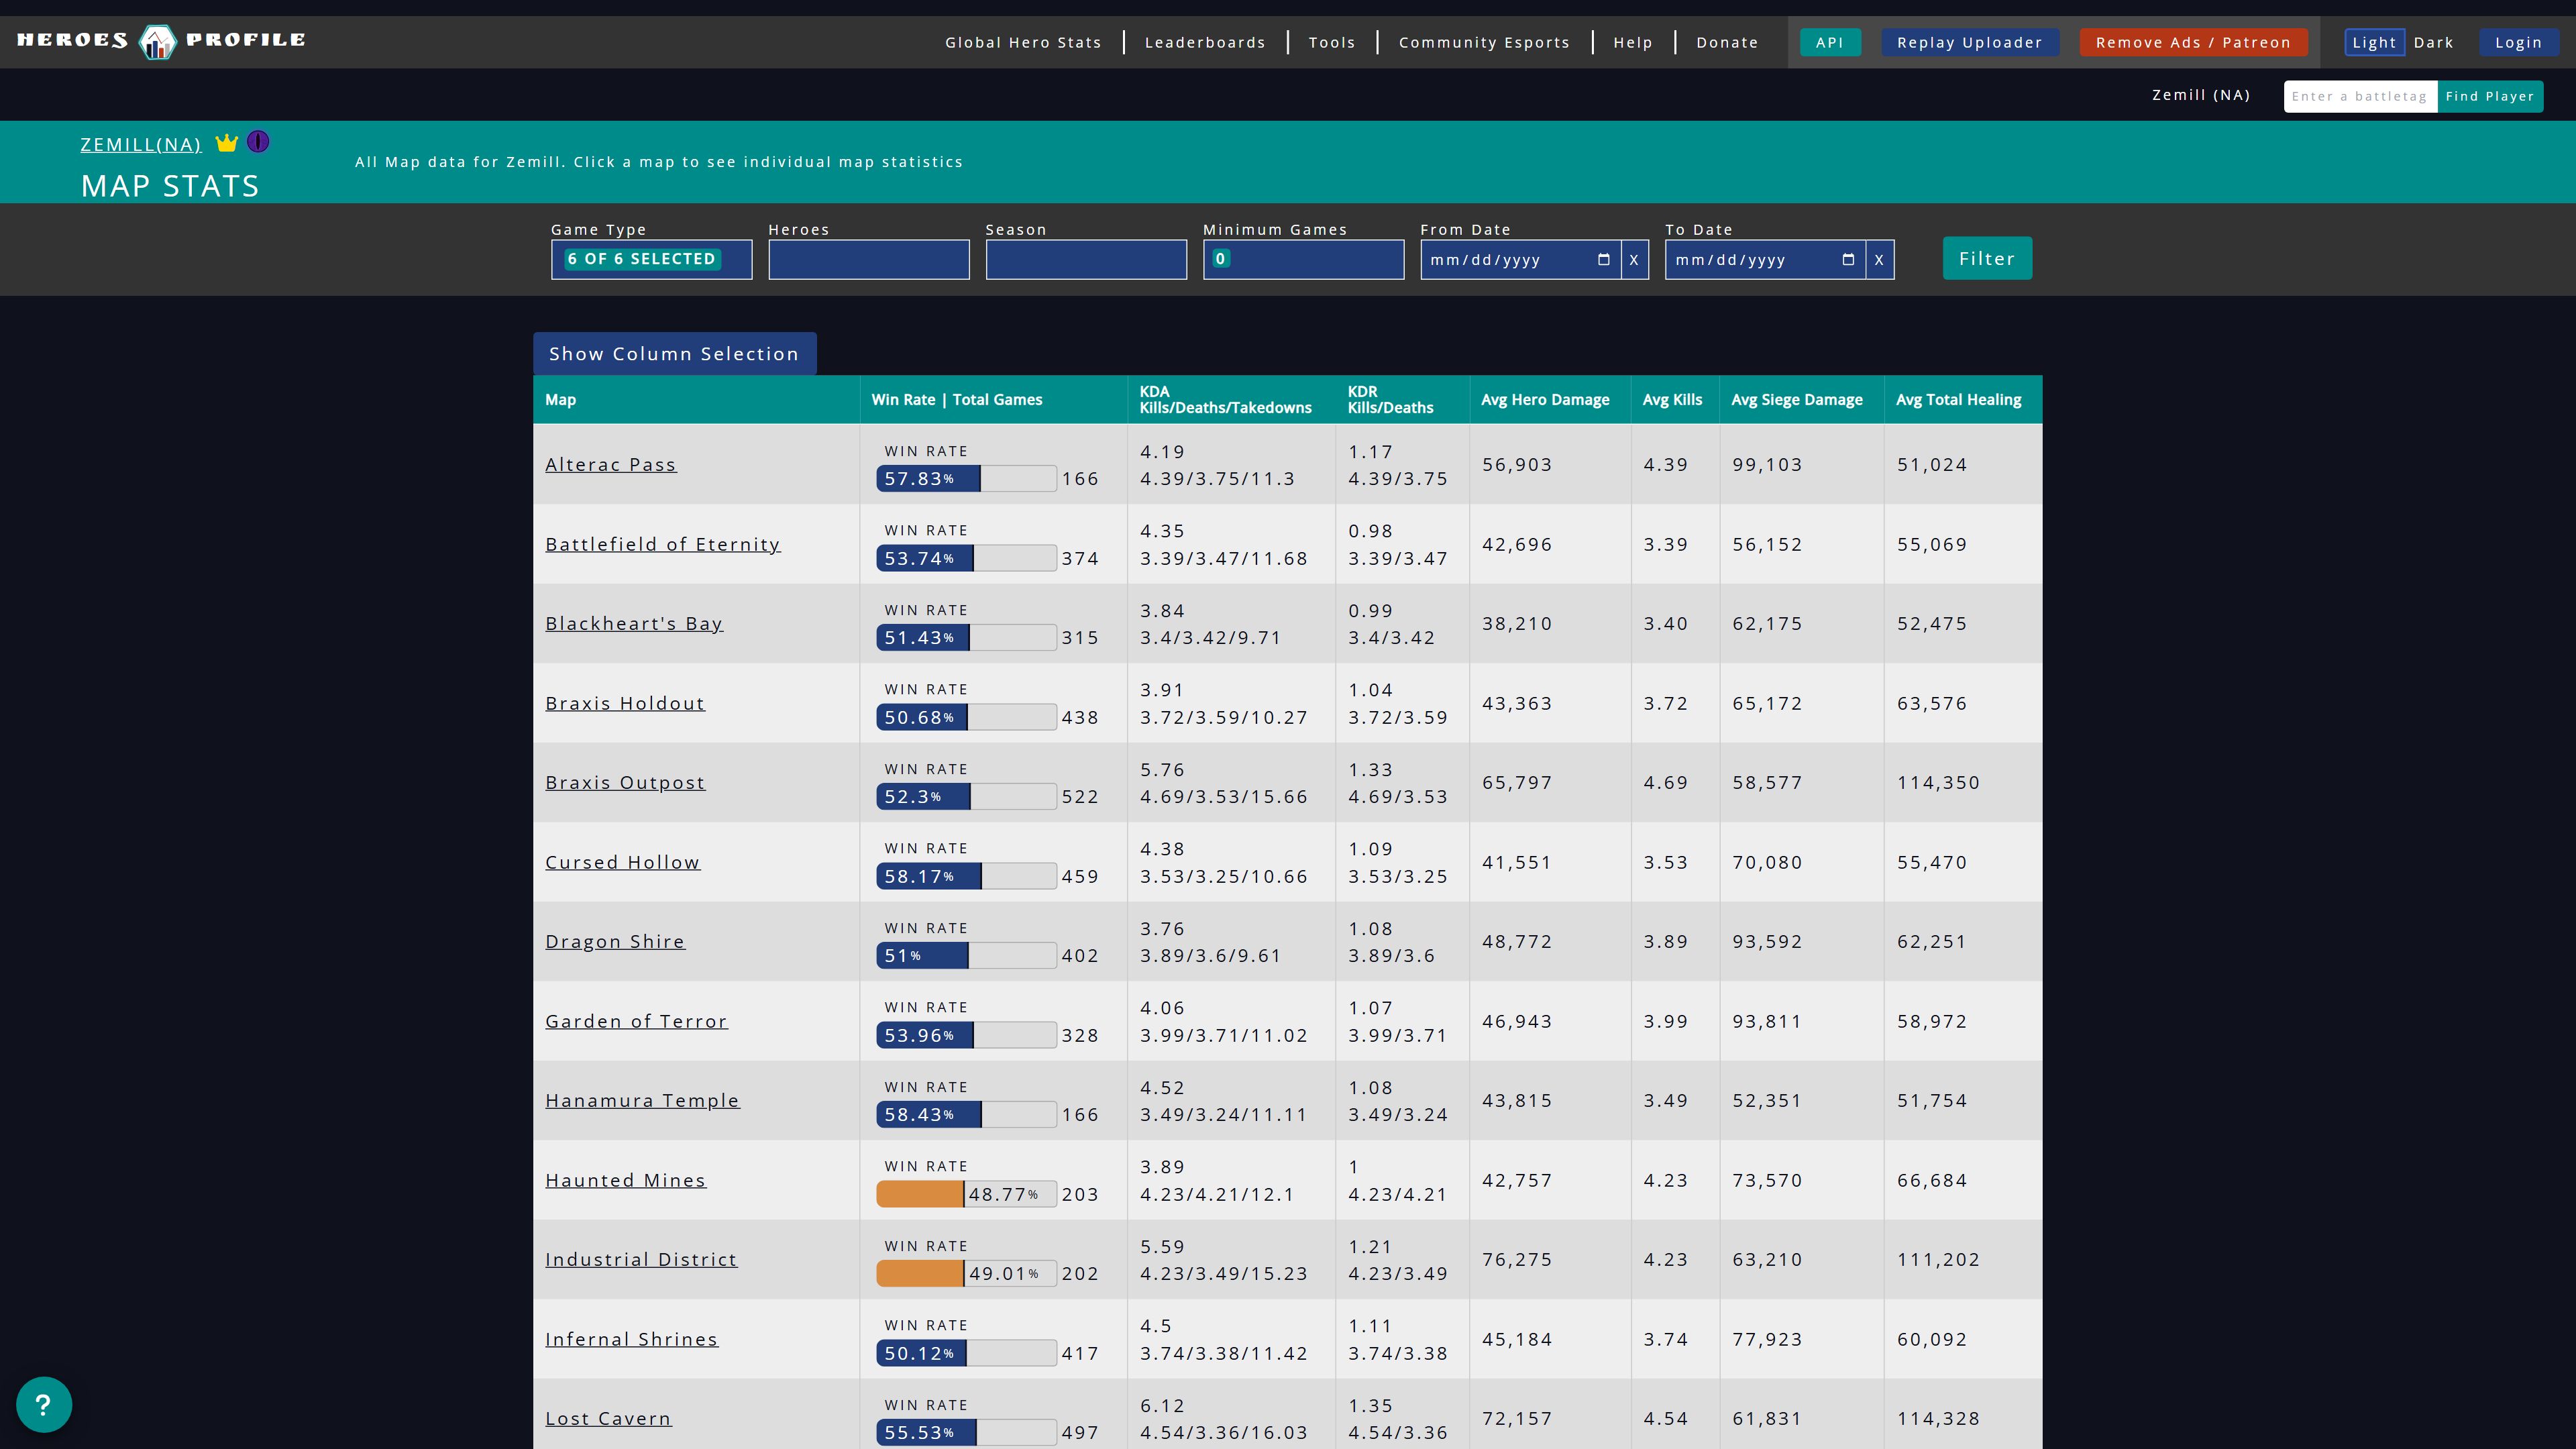 HEROES PROFILE
Global Hero Stats
Leaderboards
Tools
Community Esports
Help
Donate
API
Replay Uploader
Remove Ads / Patreon
Light
Dark
Login
Zemill (NA)
Enter a battletag
Find Player
ZEMILL(NA)
MAP STATS
All Map data for Zemill. Click a map to see individual map statistics
Game Type
Heroes
Season
Minimum Games
From Date
To Date
6 OF 6 SELECTED
0
mm/dd/yyyy
X
mm/dd/yyyy
X
Filter
Show Column Selection
Map
Win Rate | Total Games
KDA
Kills/Deaths/Takedowns
KDR
Kills/Deaths
Avg Hero Damage
Avg Kills
Avg Siege Damage
Avg Total Healing
Alterac Pass
WIN RATE
57.83%
166
4.19
4.39/3.75/11.3
1.17
4.39/3.75
56,903
4.39
99,103
51,024
Battlefield of Eternity
WIN RATE
53.74%
374
4.35
3.39/3.47/11.68
0.98
3.39/3.47
42,696
3.39
56,152
55,069
Blackheart's Bay
WIN RATE
51.43%
315
3.84
3.4/3.42/9.71
0.99
3.4/3.42
38,210
3.40
62,175
52,475
Braxis Holdout
WIN RATE
50.68%
438
3.91
3.72/3.59/10.27
1.04
3.72/3.59
43,363
3.72
65,172
63,576
Braxis Outpost
WIN RATE
52.3%
522
5.76
4.69/3.53/15.66
1.33
4.69/3.53
65,797
4.69
58,577
114,350
Cursed Hollow
WIN RATE
58.17%
459
4.38
3.53/3.25/10.66
1.09
3.53/3.25
41,551
3.53
70,080
55,470
Dragon Shire
WIN RATE
51%
402
3.76
3.89/3.6/9.61
1.08
3.89/3.6
48,772
3.89
93,592
62,251
Garden of Terror
WIN RATE
53.96%
328
4.06
3.99/3.71/11.02
1.07
3.99/3.71
46,943
3.99
93,811
58,972
Hanamura Temple
WIN RATE
58.43%
166
4.52
3.49/3.24/11.11
1.08
3.49/3.24
43,815
3.49
52,351
51,754
Haunted Mines
WIN RATE
48.77%
203
3.89
4.23/4.21/12.1
1
4.23/4.21
42,757
4.23
73,570
66,684
Industrial District
WIN RATE
49.01%
202
5.59
4.23/3.49/15.23
1.21
4.23/3.49
76,275
4.23
63,210
111,202
Infernal Shrines
WIN RATE
50.12%
417
4.5
3.74/3.38/11.42
1.11
3.74/3.38
45,184
3.74
77,923
60,092
Lost Cavern
WIN RATE
55.53%
497
6.12
4.54/3.36/16.03
1.35
4.54/3.36
72,157
4.54
61,831
114,328
?